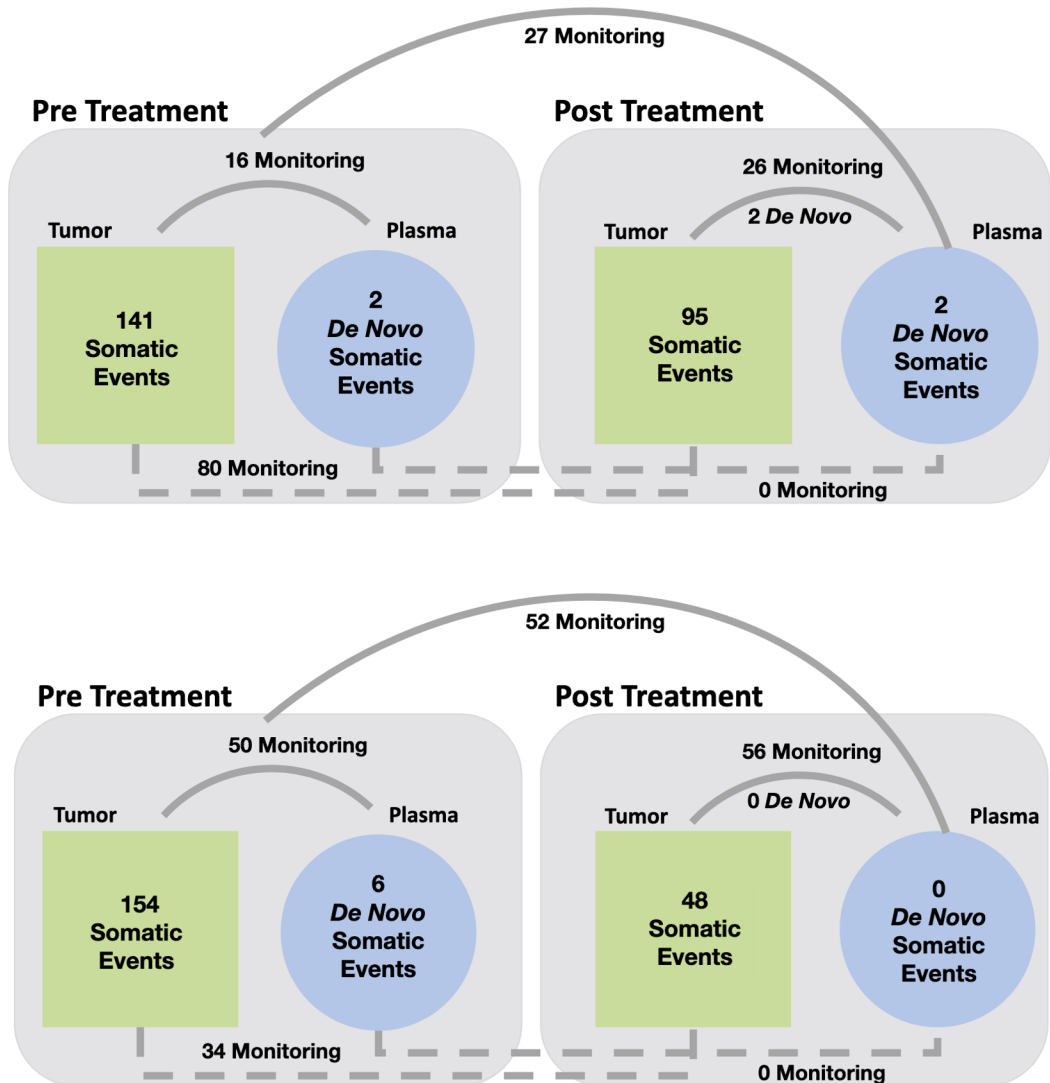 27 Monitoring
Pre Treatment
Post Treatment
16 Monitoring
26 Monitoring
2 De Novo
Tumor
Plasma
Tumor
Plasma
141
Somatic
Events
2
De Novo
Somatic
Events
95
Somatic
Events
2
De Novo
Somatic
Events
80 Monitoring
0 Monitoring
52 Monitoring
Pre Treatment
Post Treatment
50 Monitoring
56 Monitoring
0 De Novo
Tumor
Plasma
Tumor
Plasma
154
Somatic
Events
6
De Novo
Somatic
Events
48
Somatic
Events
0
De Novo
Somatic
Events
34 Monitoring
0 Monitoring